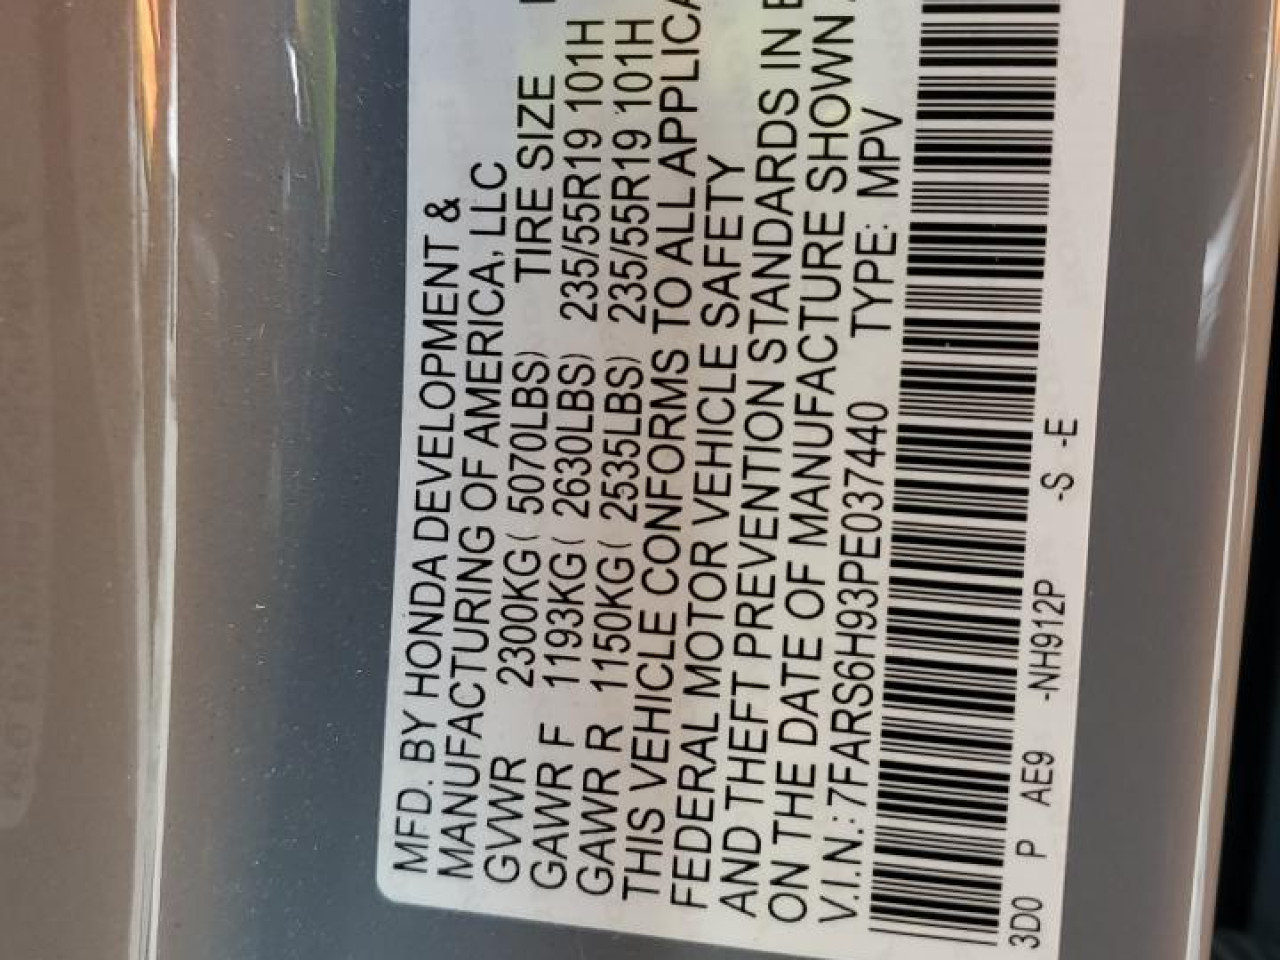 MFD. BY HONDA DEVELOPMENT &
MANUFACTURING OF AMERICA, LLC
GVWR 2300KG( 5070LBS) TIRE SIZE
GAWR F 1193KG( 2630LBS) 235/55R19 101H
GAWR R 1150KG( 2535LBS) 235/55R19 101H
THIS VEHICLE CONFORMS TO ALL APPLICA
FEDERAL MOTOR VEHICLE SAFETY
AND THEFT PREVENTION STANDARDS IN E
ON THE DATE OF MANUFACTURE SHOWN
V.I.N.: 7FARS6H93PE037440 TYPE: MPV
3D0 P AE9 -NH912P -S -E